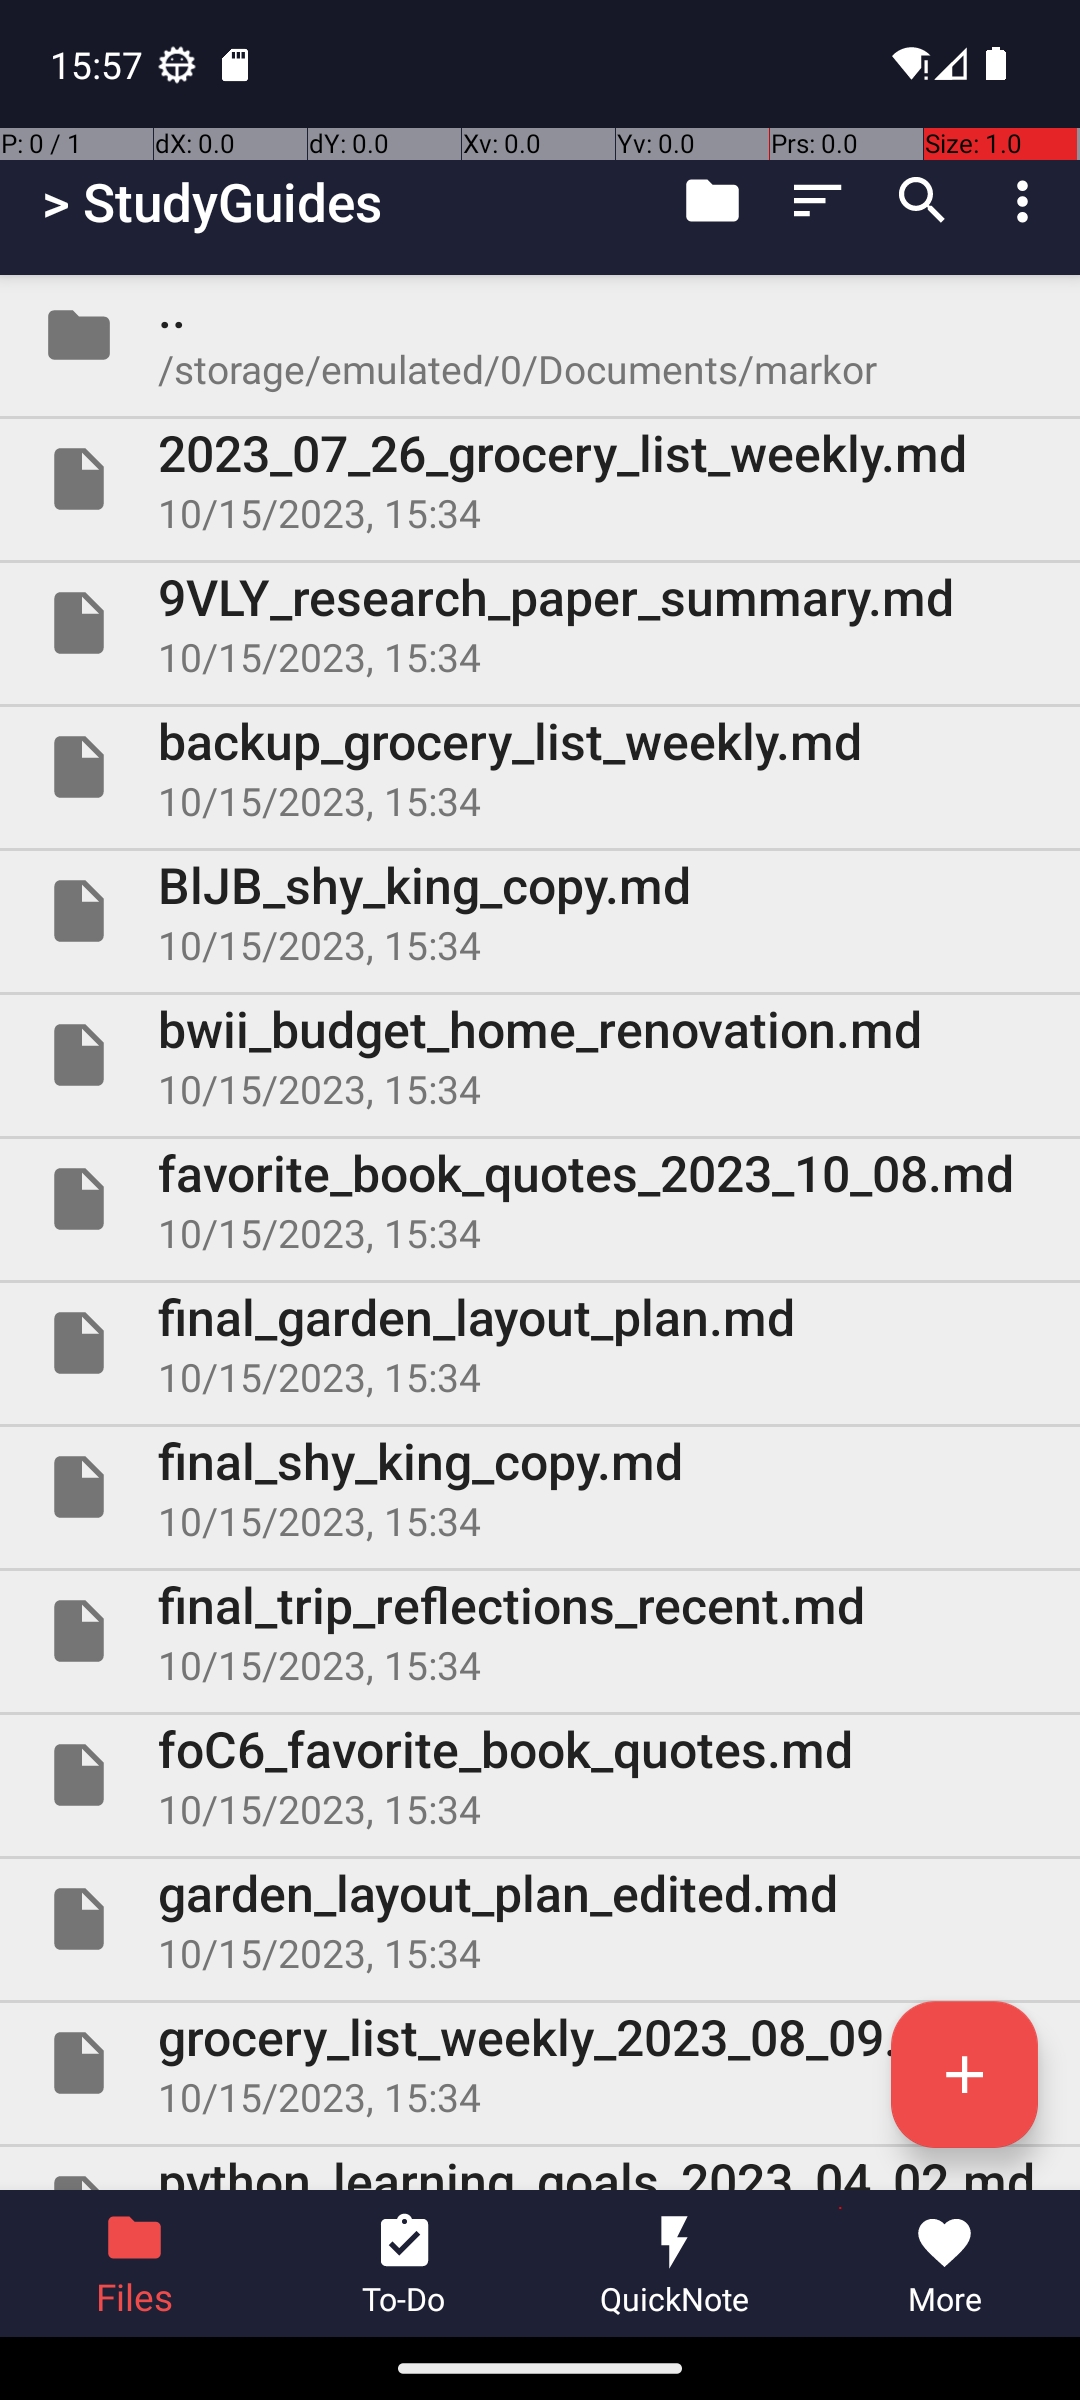 15:57
P: 0 / 1 dX: 0.0 dY: 0.0 Xv: 0.0 Yv: 0.0 Prs: 0.0 Size: 1.0
> StudyGuides
..
/storage/emulated/0/Documents/markor
2023_07_26_grocery_list_weekly.md
10/15/2023, 15:34
9VLY_research_paper_summary.md
10/15/2023, 15:34
backup_grocery_list_weekly.md
10/15/2023, 15:34
BlJB_shy_king_copy.md
10/15/2023, 15:34
bwii_budget_home_renovation.md
10/15/2023, 15:34
favorite_book_quotes_2023_10_08.md
10/15/2023, 15:34
final_garden_layout_plan.md
10/15/2023, 15:34
final_shy_king_copy.md
10/15/2023, 15:34
final_trip_reflections_recent.md
10/15/2023, 15:34
foC6_favorite_book_quotes.md
10/15/2023, 15:34
garden_layout_plan_edited.md
10/15/2023, 15:34
grocery_list_weekly_2023_08_09.
10/15/2023, 15:34
python_learning_goals_2023_04_02.md
Files To-Do QuickNote More